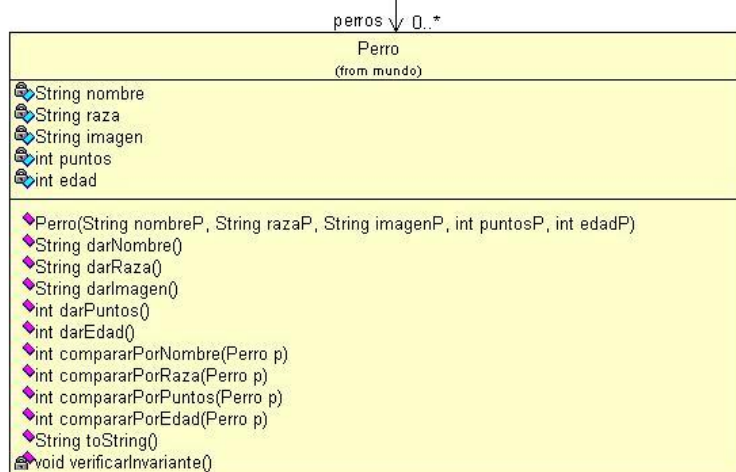 perros 0..*
Perro
(from mundo)
String nombre
String raza
String imagen
int puntos
int edad
Perro(String nombreP, String razaP, String imagenP, int puntosP, int edadP)
String darNombre()
String darRaza()
String darImagen()
int darPuntos()
int darEdad()
int compararPorNombre(Perro p)
int compararPorRaza(Perro p)
int compararPorPuntos(Perro p)
int compararPorEdad(Perro p)
String toString()
void verificarInvariante()